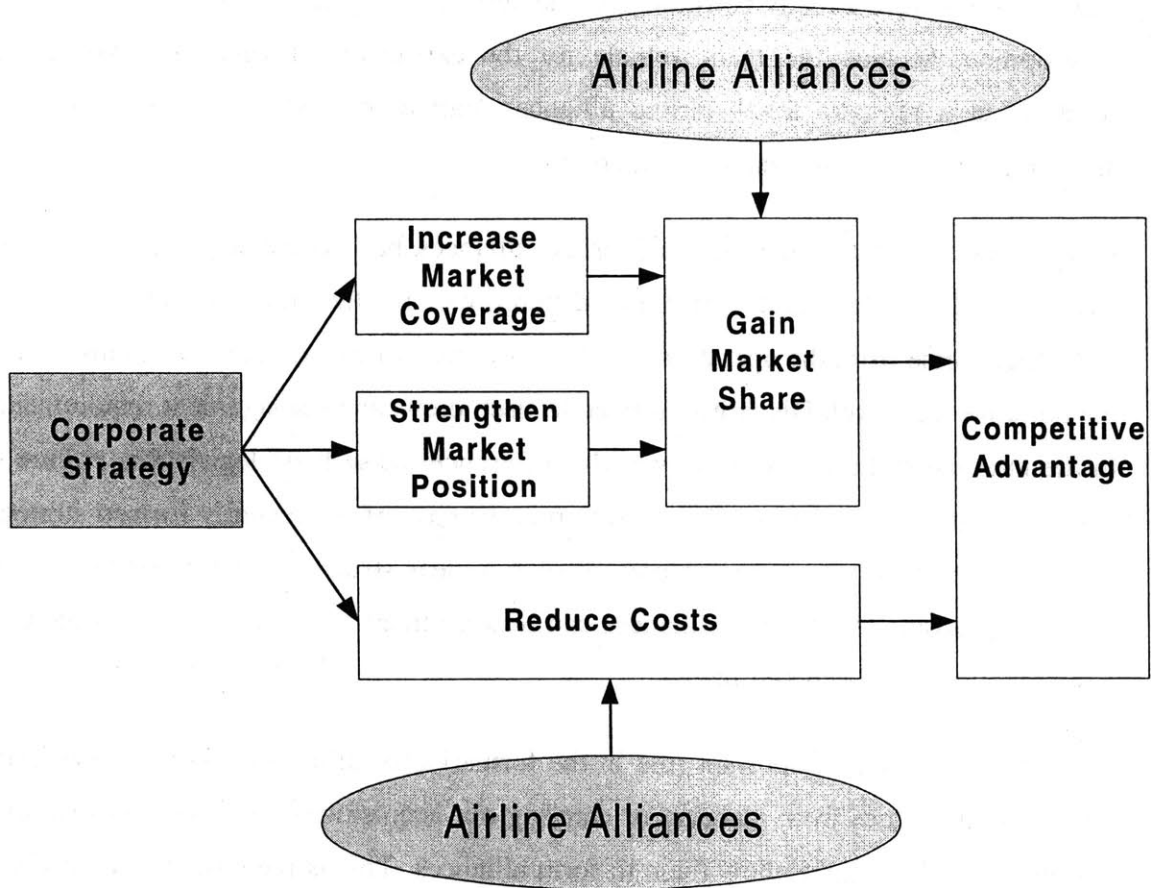 Airline Alliances
Increase
Market
Coverage
Gain
Market
Share
Corporate
Strategy
Strengthen
Market
Position
Competitive
Advantage
Reduce Costs
Airline Alliances